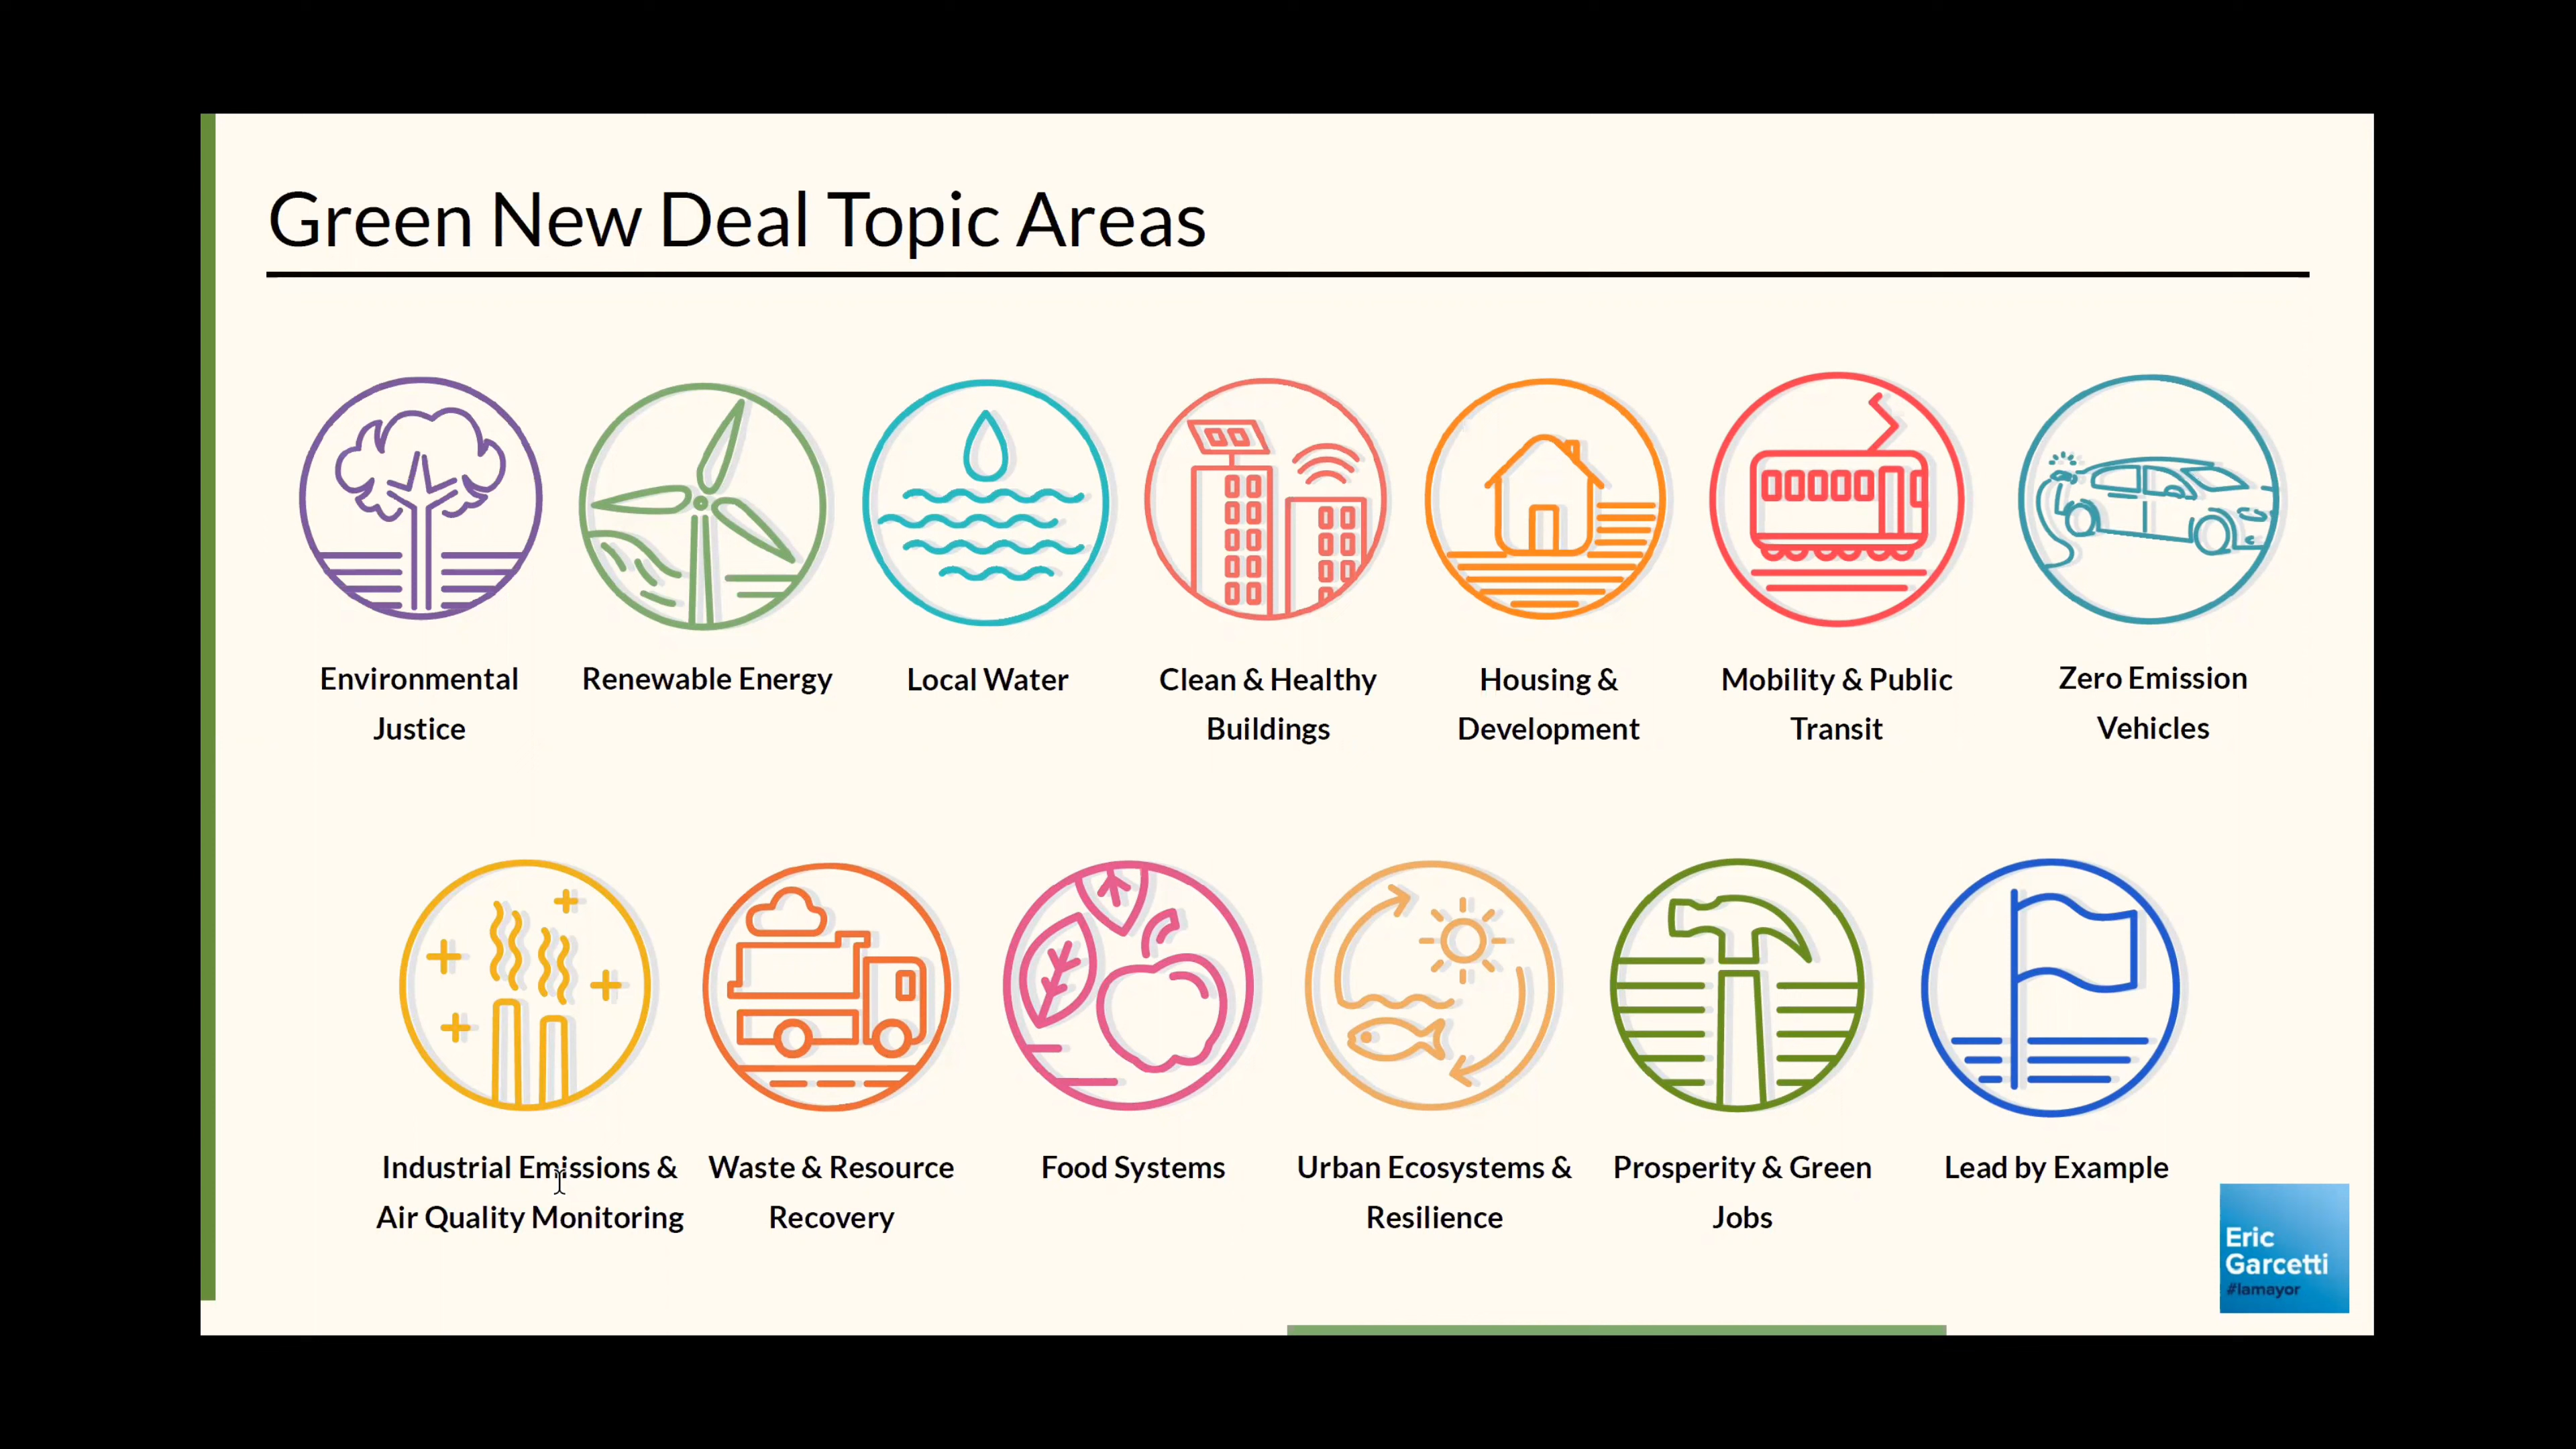 Green New Deal Topic Areas
Environmental
Justice
Renewable Energy
Local Water
Clean & Healthy
Buildings
Housing &
Development
Mobility & Public
Transit
Zero Emission
Vehicles
Industrial Emissions &
Air Quality Monitoring
Waste & Resource
Recovery
Food Systems
Urban Ecosystems &
Resilience
Prosperity & Green
Jobs
Lead by Example
Eric
Garcetti
#lamayor